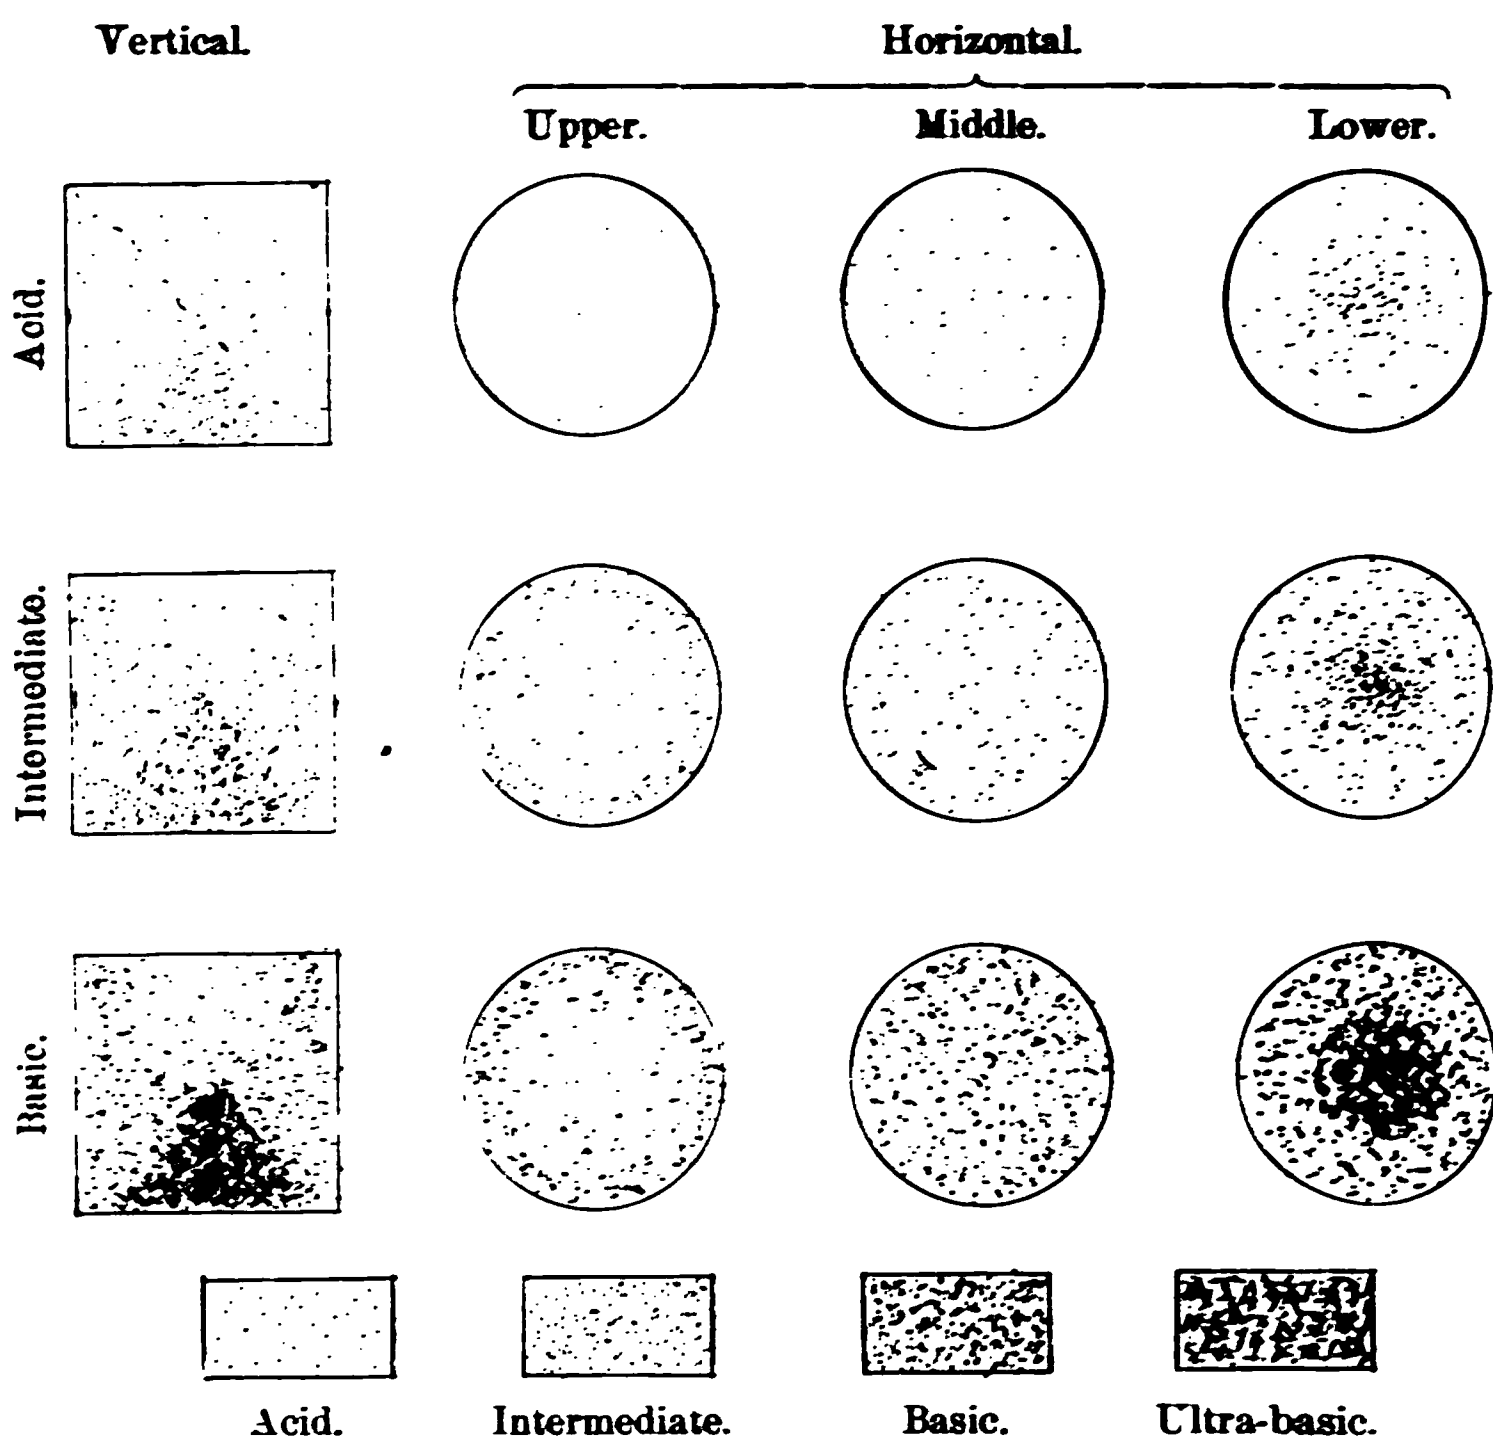 Vertical.
Horizontal.
Upper.
Middle.
Lower.
Acid.
Intermediate.
Basic.
Acid.
Intermediate.
Basic.
Ultra-basic.